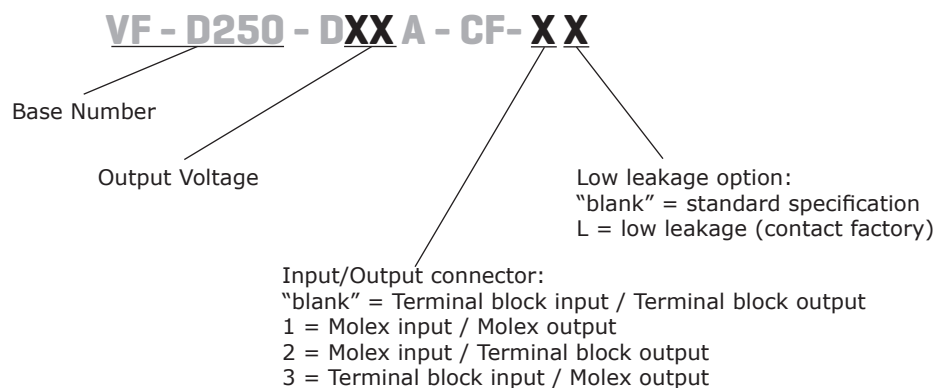 VF - D250 - DXX A - CF- X X
Base Number
Output Voltage
Low leakage option:
“blank” = standard specification
L = low leakage (contact factory)
Input/Output connector:
“blank” = Terminal block input / Terminal block output
1 = Molex input / Molex output
2 = Molex input / Terminal block output
3 = Terminal block input / Molex output